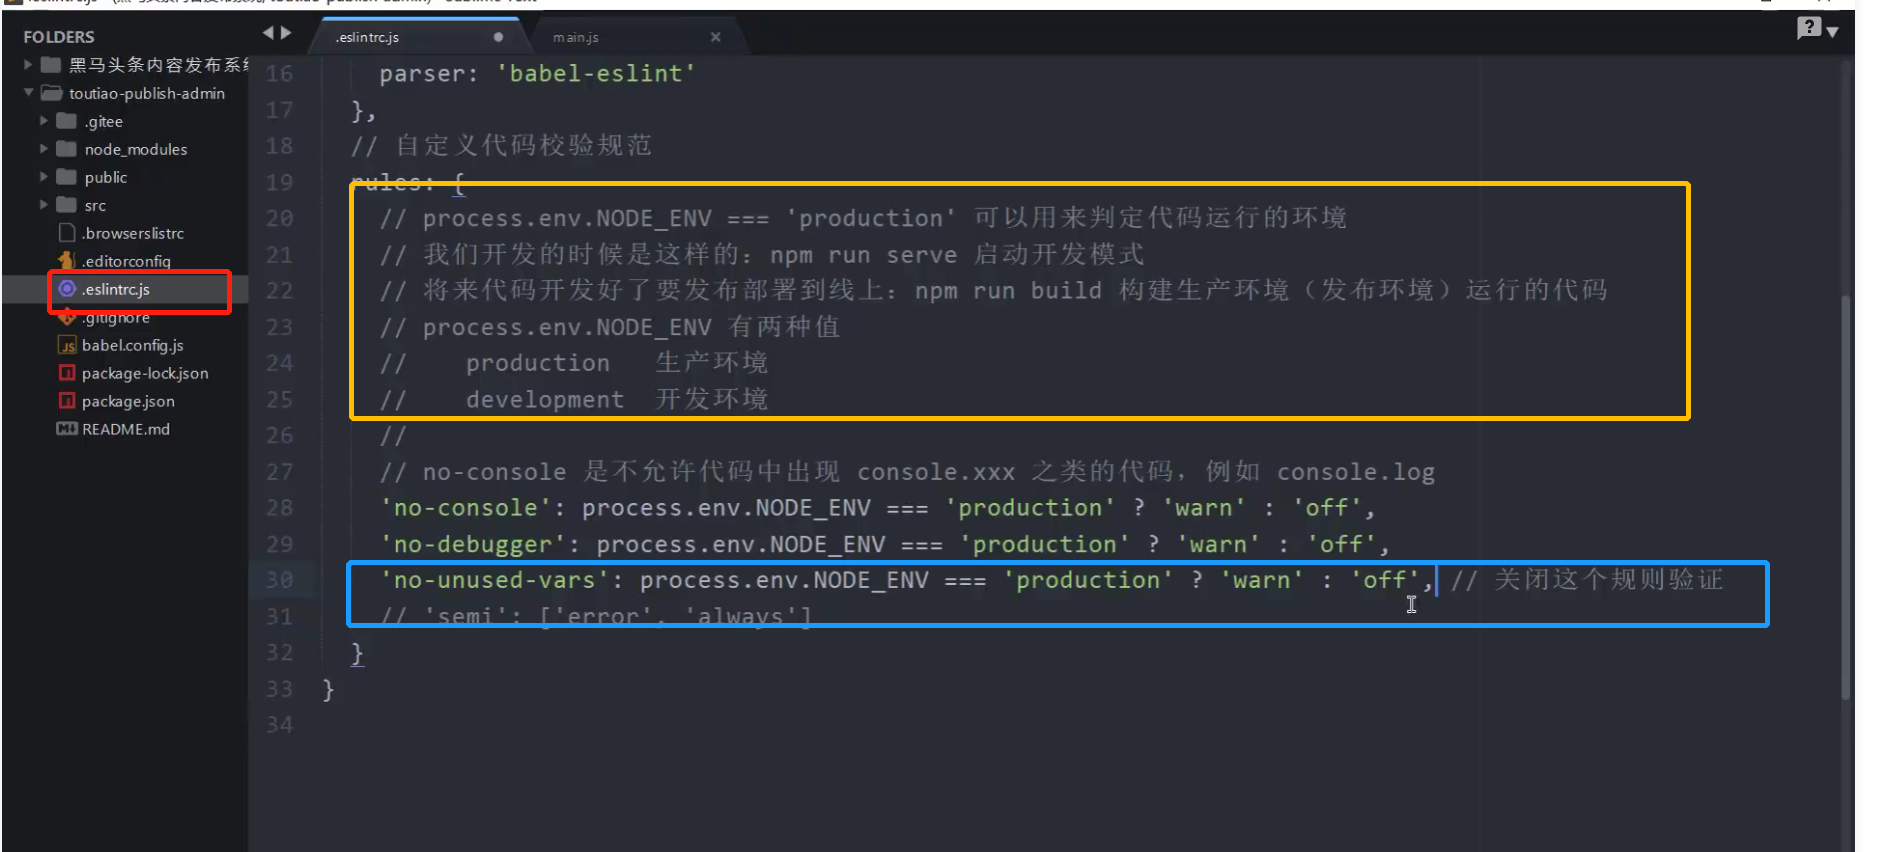 FOLDERS
黑马头条内容发布系
toutiao-publish-admin
.gitee
node_modules
public
src
.browserslistrc
.editorconfig
.eslintrc.js
.gitignore
babel.config.js
package-lock.json
package.json
README.md
.eslintrc.js
main.js
16 parser: 'babel-eslint'
17 },
18 // 自定义代码校验规范
19 rules: {
20 // process.env.NODE_ENV === 'production' 可以用来判定代码运行的环境
21 // 我们开发的时候是这样的：npm run serve 启动开发模式
22 // 将来代码开发好了要发布部署到线上：npm run build 构建生产环境（发布环境）运行的代码
23 // process.env.NODE_ENV 有两种值
24 // production 生产环境
25 // development 开发环境
26 //
27 // no-console 是不允许代码中出现 console.xxx 之类的代码，例如 console.log
28 'no-console': process.env.NODE_ENV === 'production' ? 'warn' : 'off',
29 'no-debugger': process.env.NODE_ENV === 'production' ? 'warn' : 'off',
30 'no-unused-vars': process.env.NODE_ENV === 'production' ? 'warn' : 'off', // 关闭这个规则验证
31 // 'semi': ['error', 'always']
32 }
33 }
34